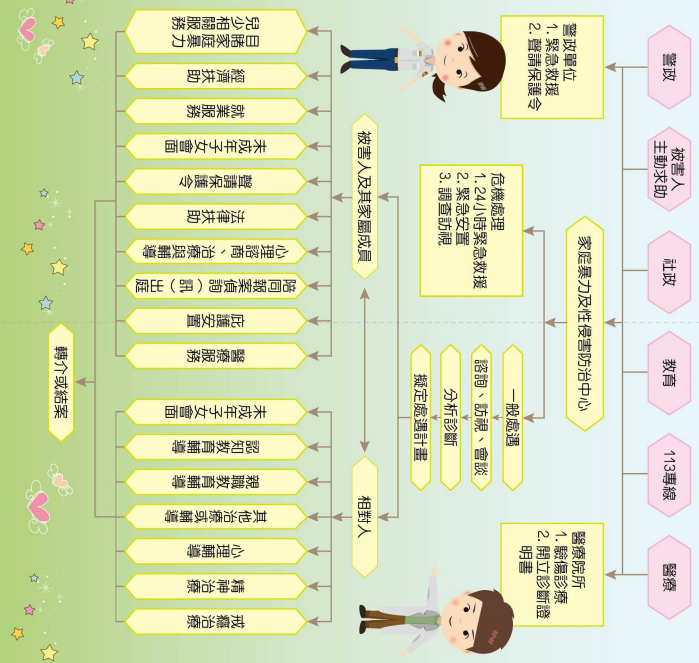 警政
被害人
主動求助
社政
教育
113專線
醫療
警政單位
1. 緊急救援
2. 聲請保護令
家庭暴力及性侵害防治中心
醫療院所
1. 驗傷診療
2. 開立診斷證
明書
危機處理
1.24小時緊急救援
2. 緊急安置
3. 調查訪視
一般處遇
諮詢、訪視、會談
分析診斷
擬定處遇計畫
被害人及其家屬成員
相對人
目睹家庭暴力
兒少相關服務
經濟扶助
就業服務
未成年子女會面
聲請保護令
法律扶助
心理諮商、治療與輔導
陪同報案偵詢（訊）出庭
庇護安置
醫療服務
未成年子女會面
認知教育輔導
親職教育輔導
其他治療或輔導
心理輔導
精神治療
戒癮治療
轉介或結案